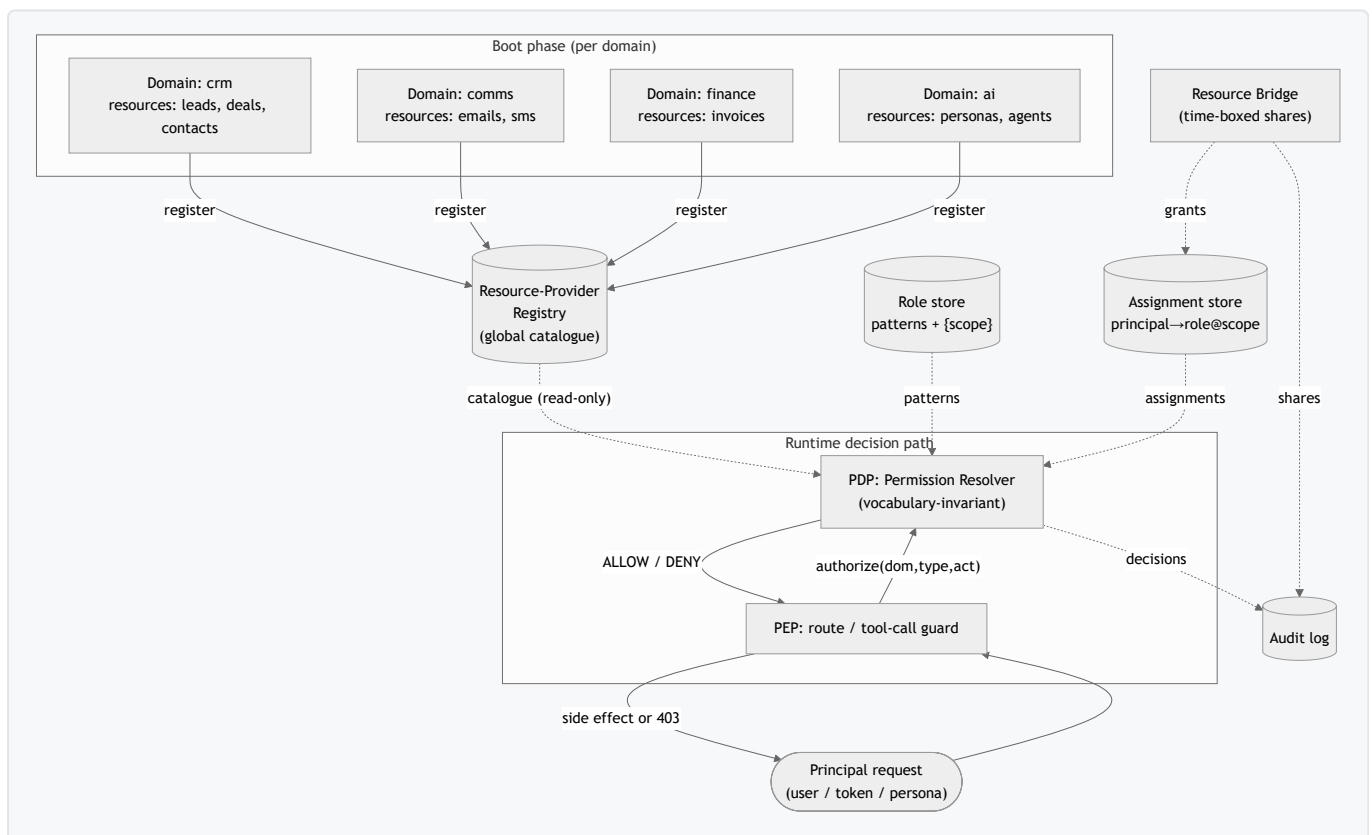 Boot phase (per domain)
Domain: crm
resources: leads, deals,
contacts
Domain: comms
resources: emails, sms
Domain: finance
resources: invoices
Domain: ai
resources: personas, agents
Resource Bridge
(time-boxed shares)
register
register
register
register
grants
Resource-Provider
Registry
(global catalogue)
Role store
patterns + {scope}
Assignment store
principal→role@scope
catalogue (read-only)
patterns
assignments
shares
Runtime decision path
PDP: Permission Resolver
(vocabulary-invariant)
ALLOW / DENY
authorize(dom,type,act)
decisions
PEP: route / tool-call guard
Audit log
side effect or 403
Principal request
(user / token / persona)